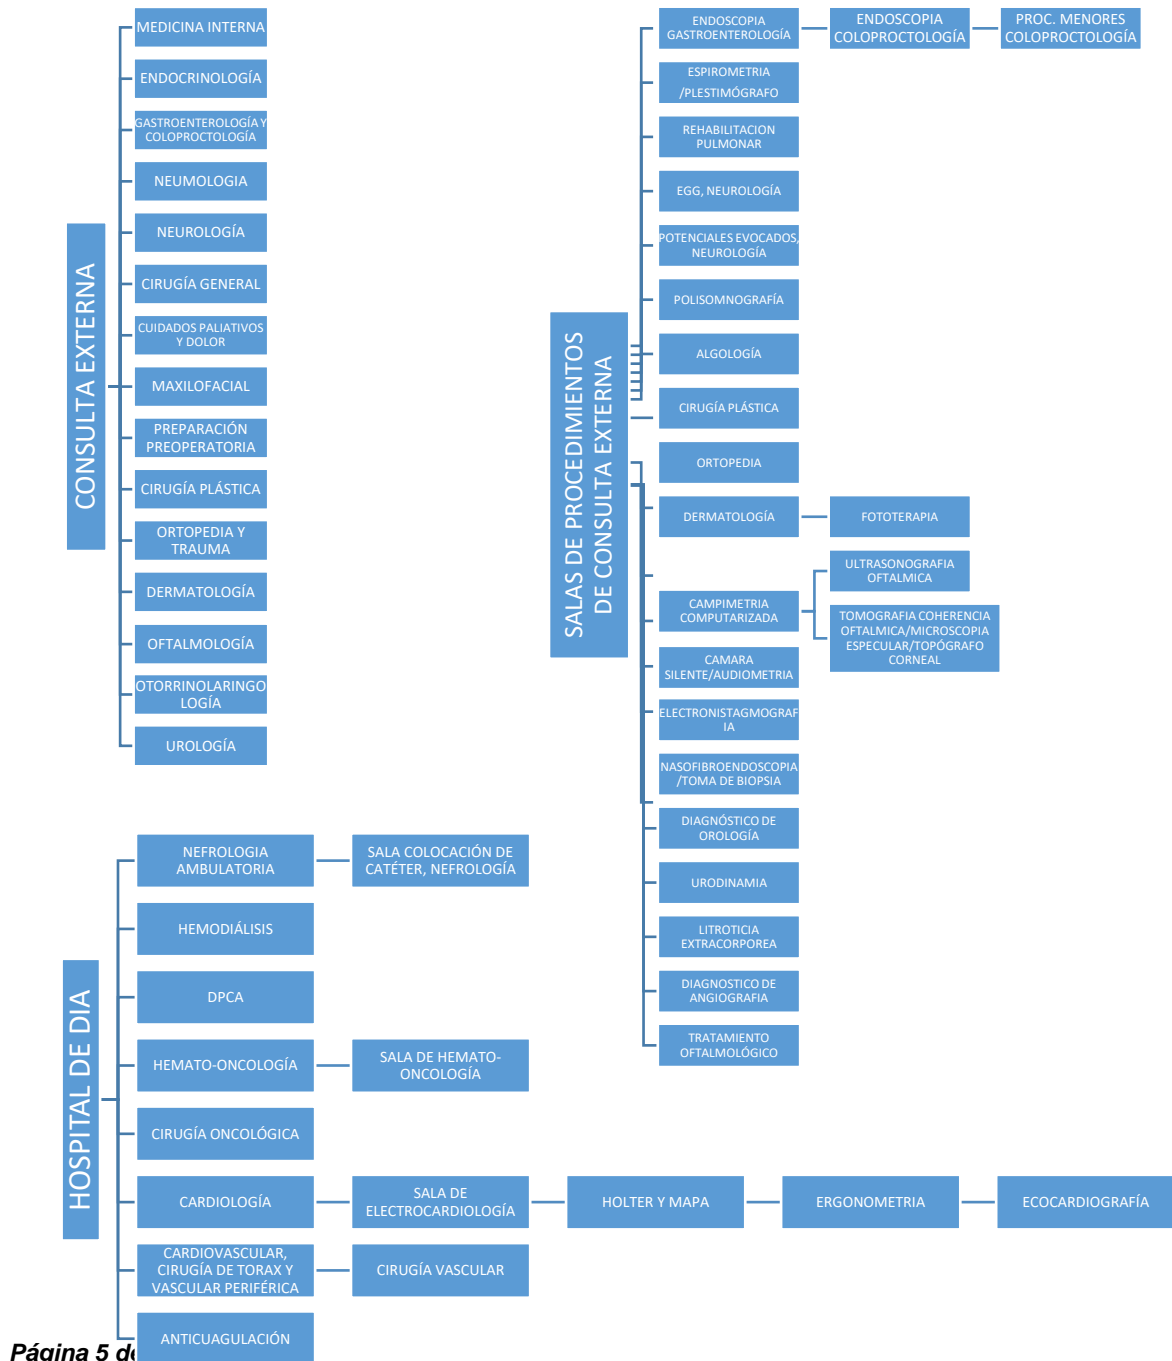 CONSULTA EXTERNA
MEDICINA INTERNA
ENDOCRINOLOGÍA
GASTROENTEROLOGÍA Y
COLOPROCTOLOGÍA
NEUMOLOGIA
NEUROLOGÍA
CIRUGÍA GENERAL
CUIDADOS PALIATIVOS
Y DOLOR
MAXILOFACIAL
PREPARACIÓN
PREOPERATORIA
CIRUGÍA PLÁSTICA
ORTOPEDIA Y
TRAUMA
DERMATOLOGÍA
OFTALMOLOGÍA
OTORRINOLARINGO
LOGÍA
UROLOGÍA
SALAS DE PROCEDIMIENTOS
DE CONSULTA EXTERNA
ENDOSCOPIA
GASTROENTEROLOGÍA
ENDOSCOPIA
COLOPROCTOLOGÍA
PROC. MENORES
COLOPROCTOLOGÍA
ESPIROMETRIA
/PLESTIMÓGRAFO
REHABILITACION
PULMONAR
EGG, NEUROLOGÍA
POTENCIALES EVOCADOS,
NEUROLOGÍA
POLISOMNOGRAFÍA
ALGOLOGÍA
CIRUGÍA PLÁSTICA
ORTOPEDIA
DERMATOLOGÍA
FOTOTERAPIA
CAMPIMETRIA
COMPUTARIZADA
ULTRASONOGRAFIA
OFTALMICA
TOMOGRAFIA COHERENCIA
OFTALMICA/MICROSCOPIA
ESPECULAR/TOPÓGRAFO
CORNEAL
CAMARA
SILENTE/AUDIOMETRIA
ELECTRONISTAGMOGRAF
IA
NASOFIBROENDOSCOPIA
/TOMA DE BIOPSIA
DIAGNÓSTICO DE
OROLOGÍA
URODINAMIA
LITROTICIA
EXTRACORPOREA
DIAGNOSTICO DE
ANGIOGRAFIA
TRATAMIENTO
OFTALMOLÓGICO
HOSPITAL DE DIA
NEFROLOGIA
AMBULATORIA
SALA COLOCACIÓN DE
CATÉTER, NEFROLOGÍA
HEMODIÁLISIS
DPCA
HEMATO-ONCOLOGÍA
SALA DE HEMATO-
ONCOLOGÍA
CIRUGÍA ONCOLÓGICA
CARDIOLOGÍA
SALA DE
ELECTROCARDIOLOGÍA
HOLTER Y MAPA
ERGONOMETRIA
ECOCARDIOGRAFÍA
CARDIOVASCULAR,
CIRUGÍA DE TORAX Y
VASCULAR PERIFÉRICA
CIRUGÍA VASCULAR
ANTICUAGULACIÓN
Página 5 de